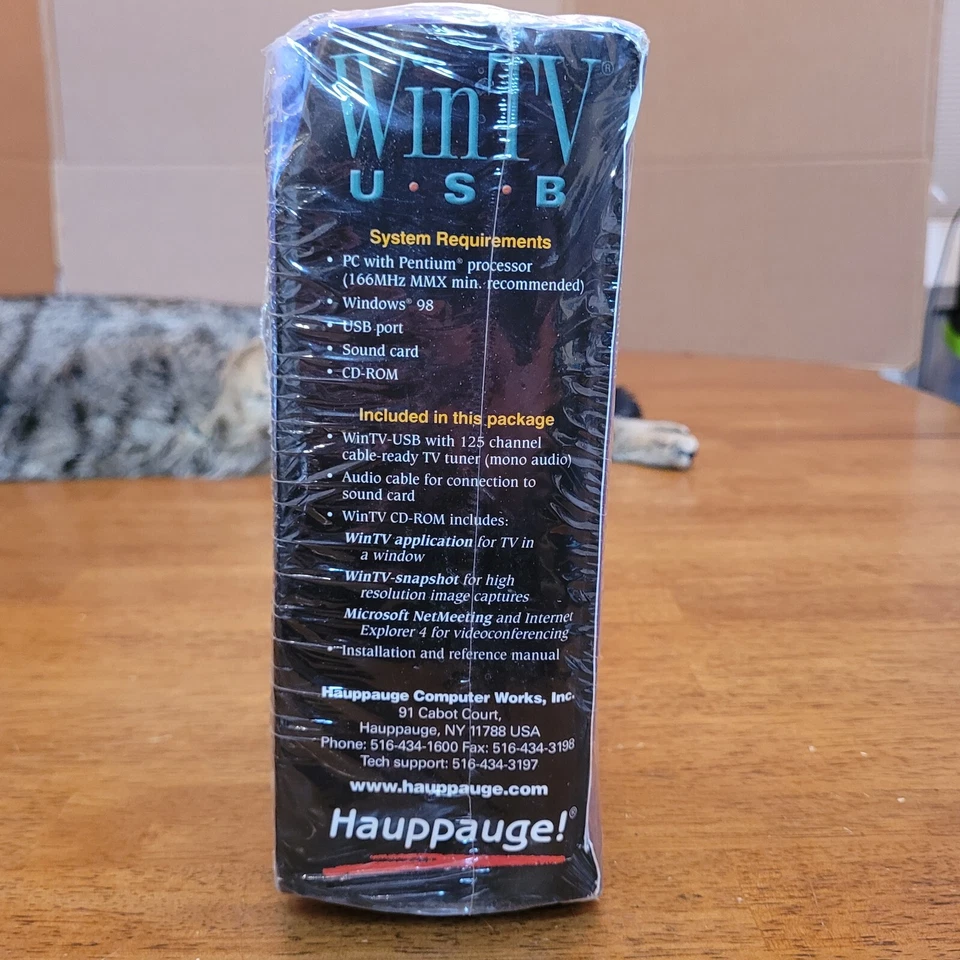 WinTV®
U·S·B
System Requirements
• PC with Pentium® processor
(166MHz MMX min. recommended)
• Windows® 98
• USB port
• Sound card
• CD-ROM
Included in this package
• WinTV-USB with 125 channel
cable-ready TV tuner (mono audio)
• Audio cable for connection to
sound card
• WinTV CD-ROM includes:
WinTV application for TV in
a window
WinTV-snapshot for high
resolution image captures
Microsoft NetMeeting and Internet
Explorer 4 for videoconferencing
• Installation and reference manual
Hauppauge Computer Works, Inc.
91 Cabot Court,
Hauppauge, NY 11788 USA
Phone: 516-434-1600 Fax: 516-434-3198
Tech support: 516-434-3197
www.hauppauge.com
Hauppauge!®